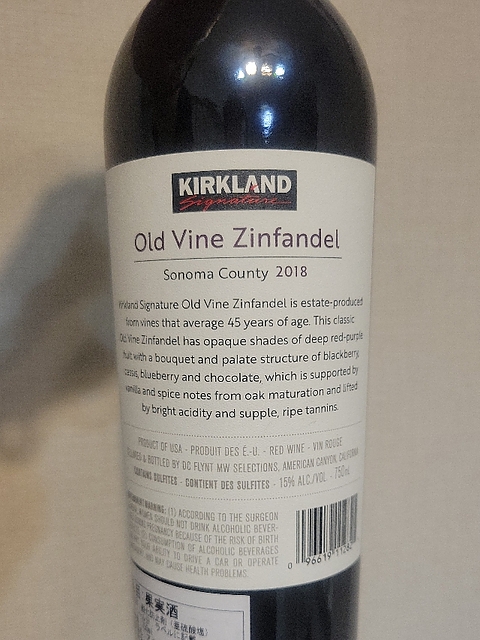 KIRKLAND
Signature
Old Vine Zinfandel
Sonoma County 2018
Kirkland Signature Old Vine Zinfandel is estate-produced
from vines that average 45 years of age. This classic
Old Vine Zinfandel has opaque shades of deep red-purple
fruit with a bouquet and palate structure of blackberry,
cassis, blueberry and chocolate, which is supported by
vanilla and spice notes from oak maturation and lifted
by bright acidity and supple, ripe tannins.
PRODUCT OF USA - PRODUIT DES É.-U. - RED WINE - VIN ROUGE
& BOTTLED BY DC FLYNT MW SELECTIONS, AMERICAN CANYON, CALIFORNIA
CONTAINS SULFITES - CONTIENT DES SULFITES - 15% ALC./VOL - 750mL
WARNING: (1) ACCORDING TO THE SURGEON
WOMEN SHOULD NOT DRINK ALCOHOLIC BEVER-
PREGNANCY BECAUSE OF THE RISK OF BIRTH
(2) CONSUMPTION OF ALCOHOLIC BEVERAGES
ABILITY TO DRIVE A CAR OR OPERATE
AND MAY CAUSE HEALTH PROBLEMS.
0 96619 11028
果実酒